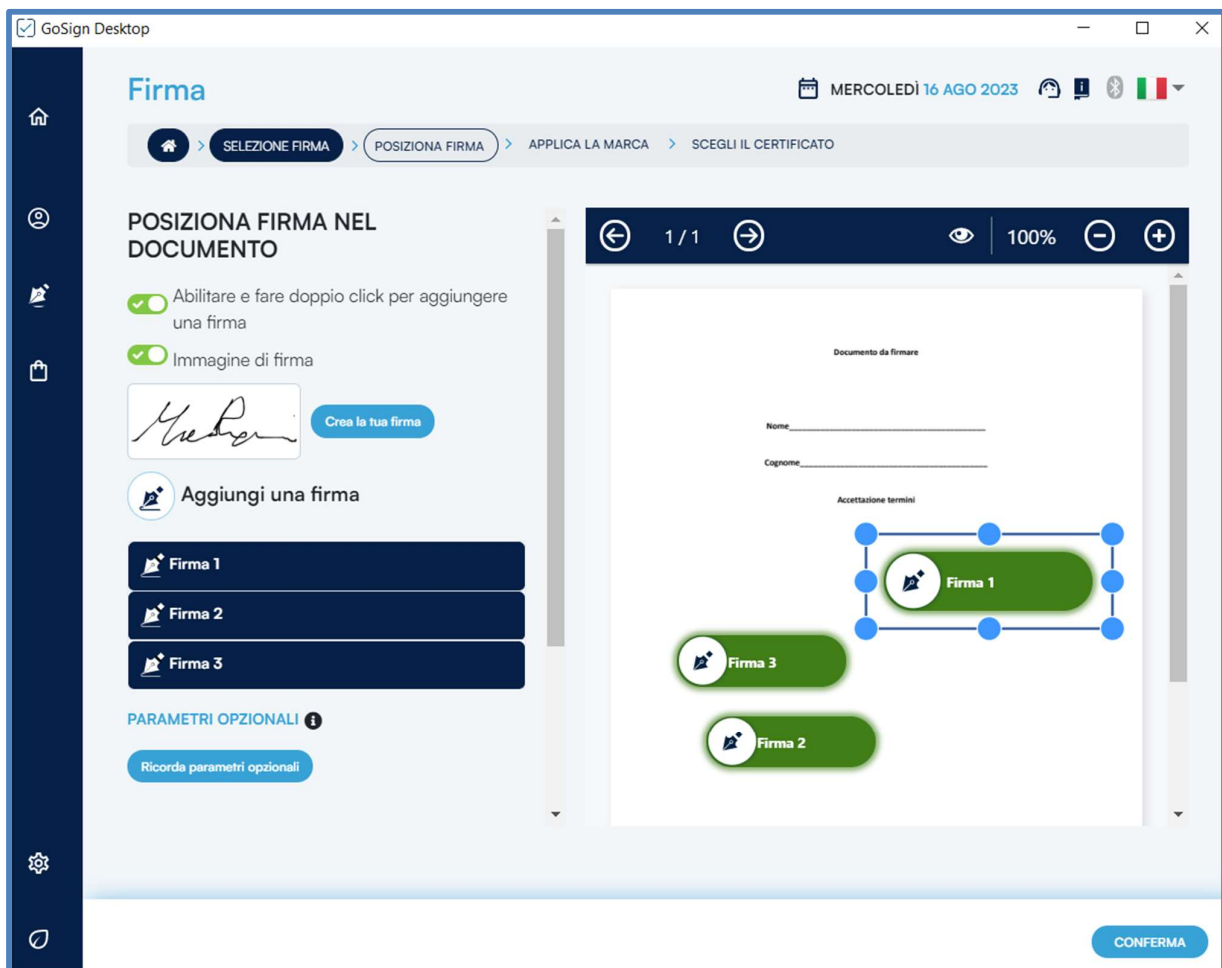 GoSign Desktop
Firma
MERCOLEDÌ 16 AGO 2023
SELEZIONE FIRMA > POSIZIONA FIRMA > APPLICA LA MARCA > SCEGLI IL CERTIFICATO
POSIZIONA FIRMA NEL
DOCUMENTO
Abilitare e fare doppio click per aggiungere
una firma
Immagine di firma
Crea la tua firma
Aggiungi una firma
Firma 1
Firma 2
Firma 3
PARAMETRI OPZIONALI
Ricorda parametri opzionali
1 / 1
100%
Documento da firmare
Nome
Cognome
Accettazione termini
Firma 1
Firma 3
Firma 2
CONFERMA